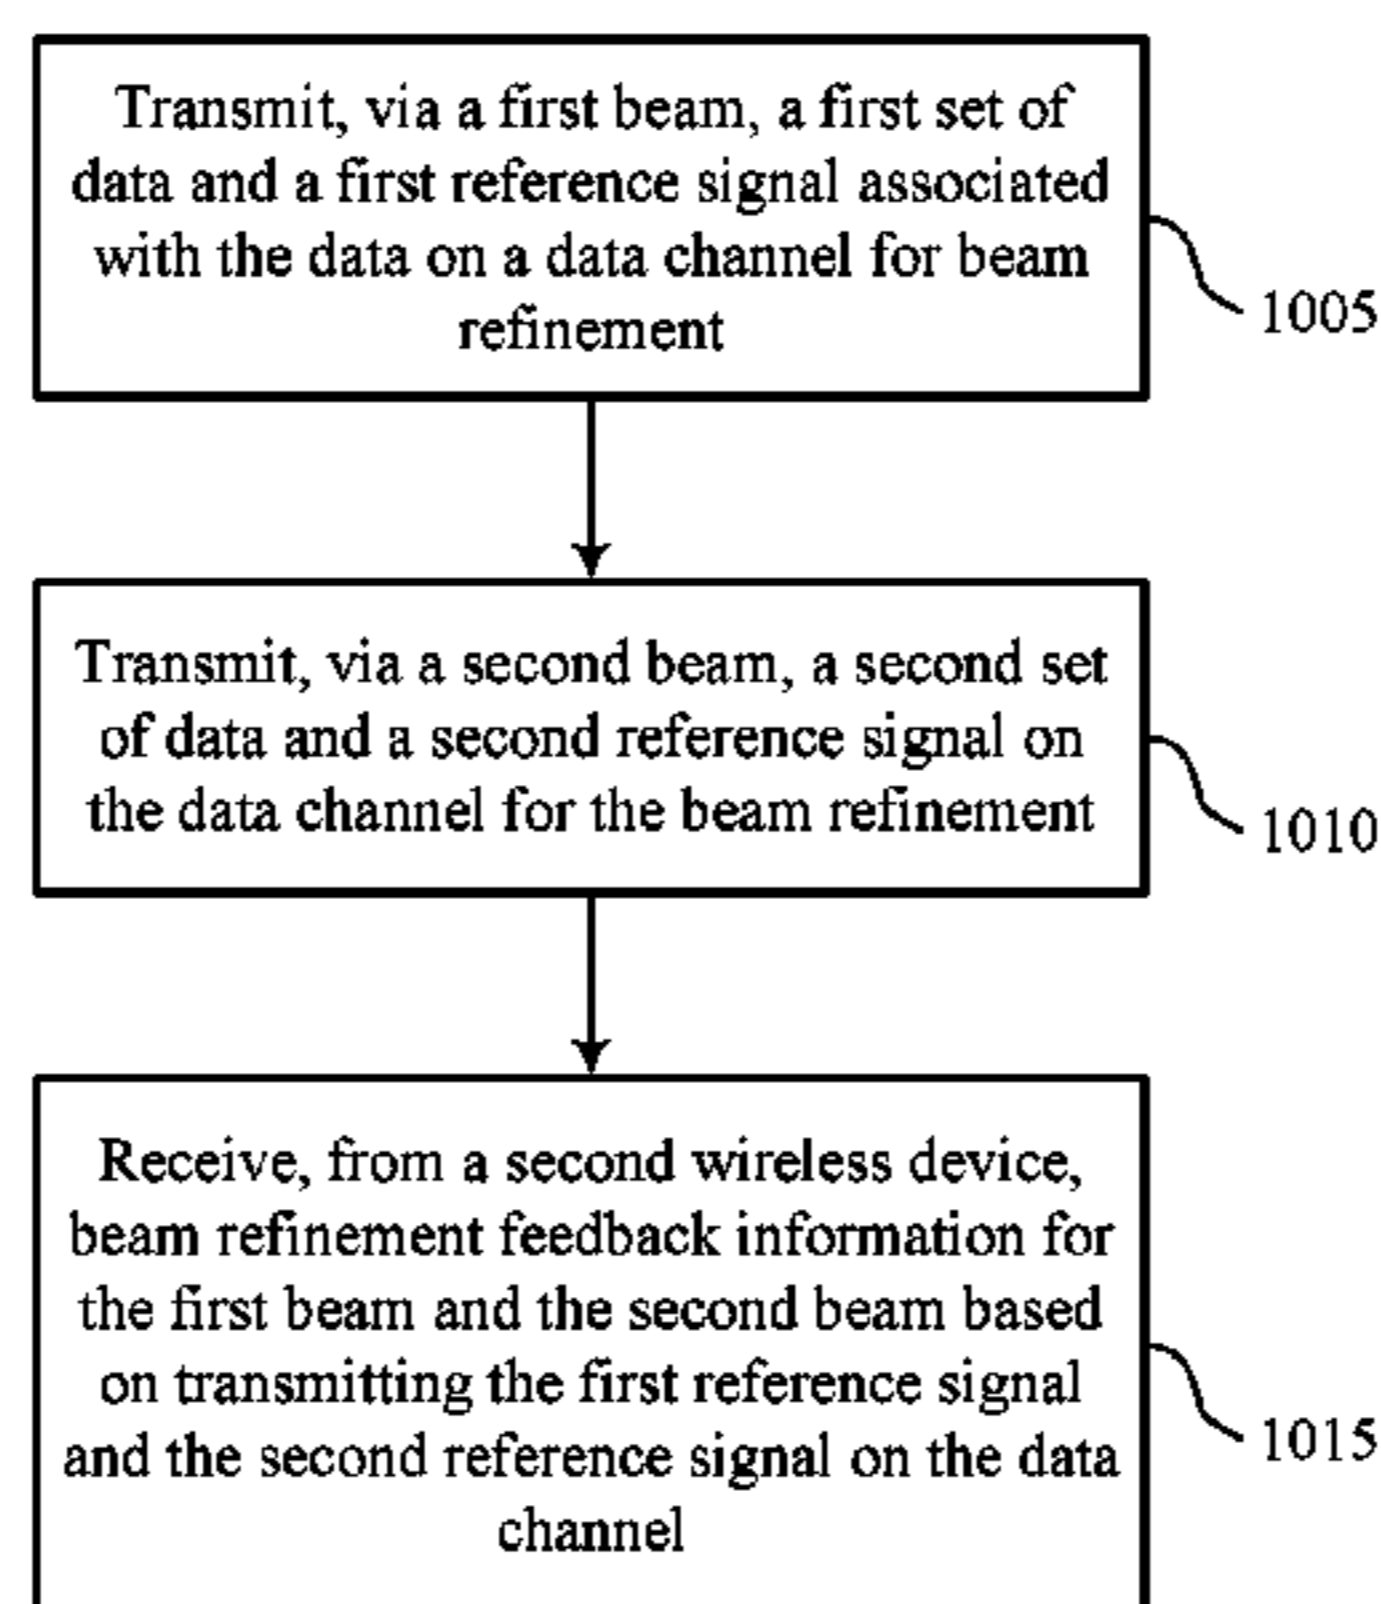 Transmit, via a first beam, a first set of
data and a first reference signal associated
with the data on a data channel for beam
refinement
1005
Transmit, via a second beam, a second set
of data and a second reference signal on
the data channel for the beam refinement
1010
Receive, from a second wireless device,
beam refinement feedback information for
the first beam and the second beam based
on transmitting the first reference signal
and the second reference signal on the data
channel
1015